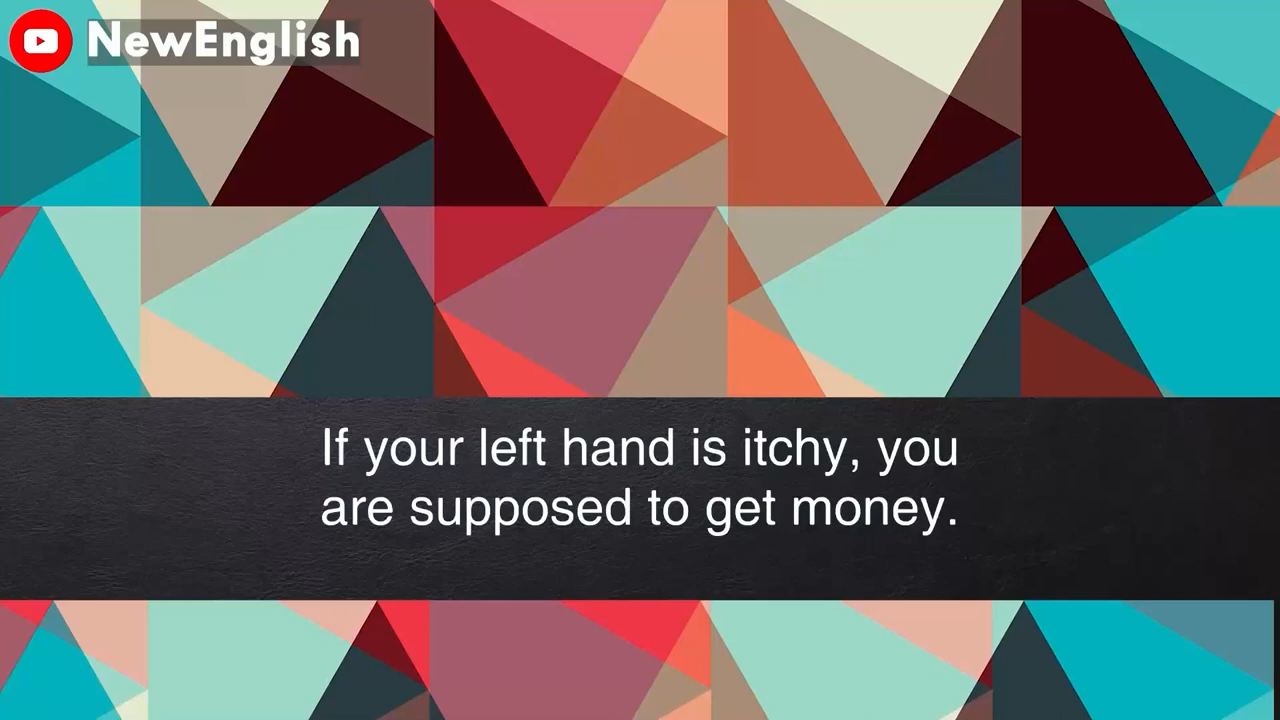 NewEnglish
If your left hand is itchy, you
are supposed to get money.